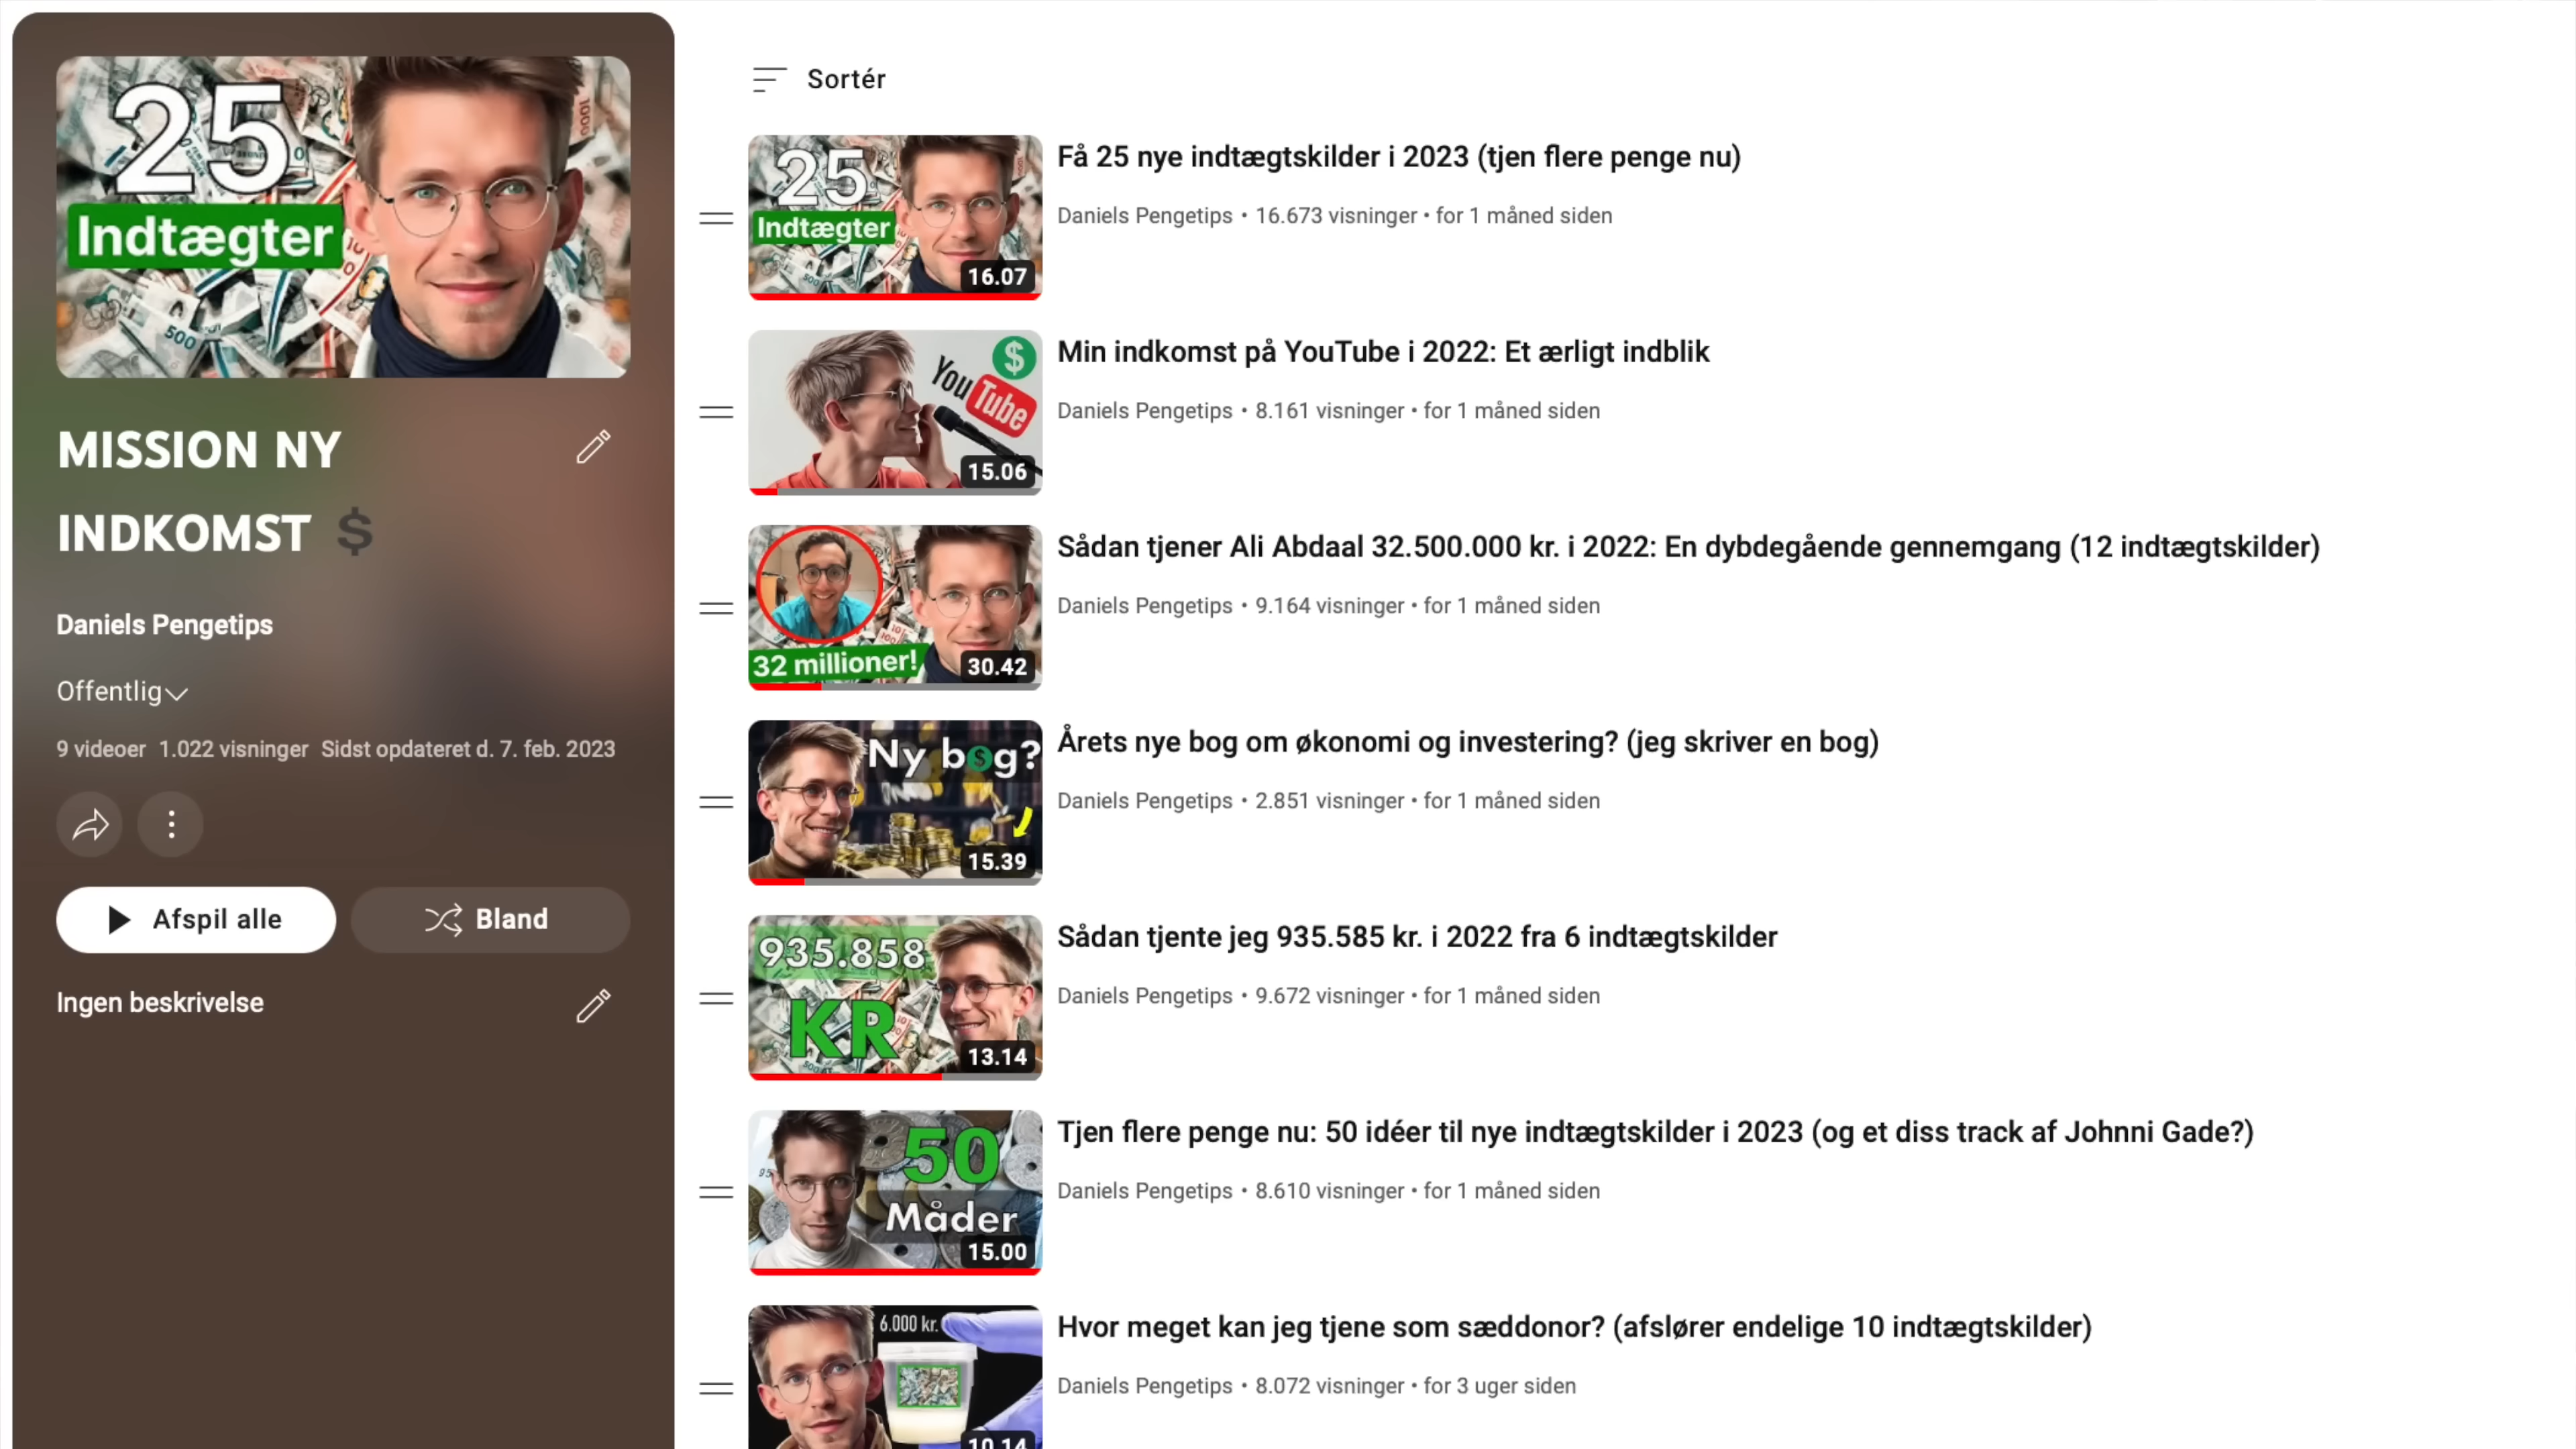 25
Indtægter
MISSION NY
INDKOMST $
Daniels Pengetips
Offentlig
9 videoer 1.022 visninger Sidst opdateret d. 7. feb. 2023
Afspil alle
Bland
Ingen beskrivelse
Sortér
25
Indtægter
16.07
Få 25 nye indtægtskilder i 2023 (tjen flere penge nu)
Daniels Pengetips • 16.673 visninger • for 1 måned siden
$
YouTube
15.06
Min indkomst på YouTube i 2022: Et ærligt indblik
Daniels Pengetips • 8.161 visninger • for 1 måned siden
32 millioner!
30.42
Sådan tjener Ali Abdaal 32.500.000 kr. i 2022: En dybdegående gennemgang (12 indtægtskilder)
Daniels Pengetips • 9.164 visninger • for 1 måned siden
Ny b$g?
15.39
Årets nye bog om økonomi og investering? (jeg skriver en bog)
Daniels Pengetips • 2.851 visninger • for 1 måned siden
935.858
KR
13.14
Sådan tjente jeg 935.585 kr. i 2022 fra 6 indtægtskilder
Daniels Pengetips • 9.672 visninger • for 1 måned siden
50
Måder
15.00
Tjen flere penge nu: 50 idéer til nye indtægtskilder i 2023 (og et diss track af Johnni Gade?)
Daniels Pengetips • 8.610 visninger • for 1 måned siden
6.000 kr.
10.14
Hvor meget kan jeg tjene som sæddonor? (afslører endelige 10 indtægtskilder)
Daniels Pengetips • 8.072 visninger • for 3 uger siden